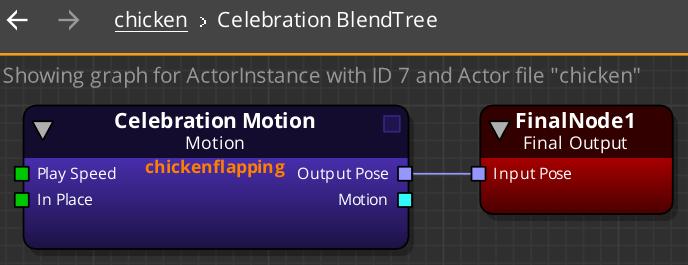 chicken > Celebration BlendTree
Showing graph for ActorInstance with ID 7 and Actor file "chicken"
Celebration Motion
Motion
chickenflapping
Play Speed
Output Pose
In Place
Motion
FinalNode1
Final Output
Input Pose